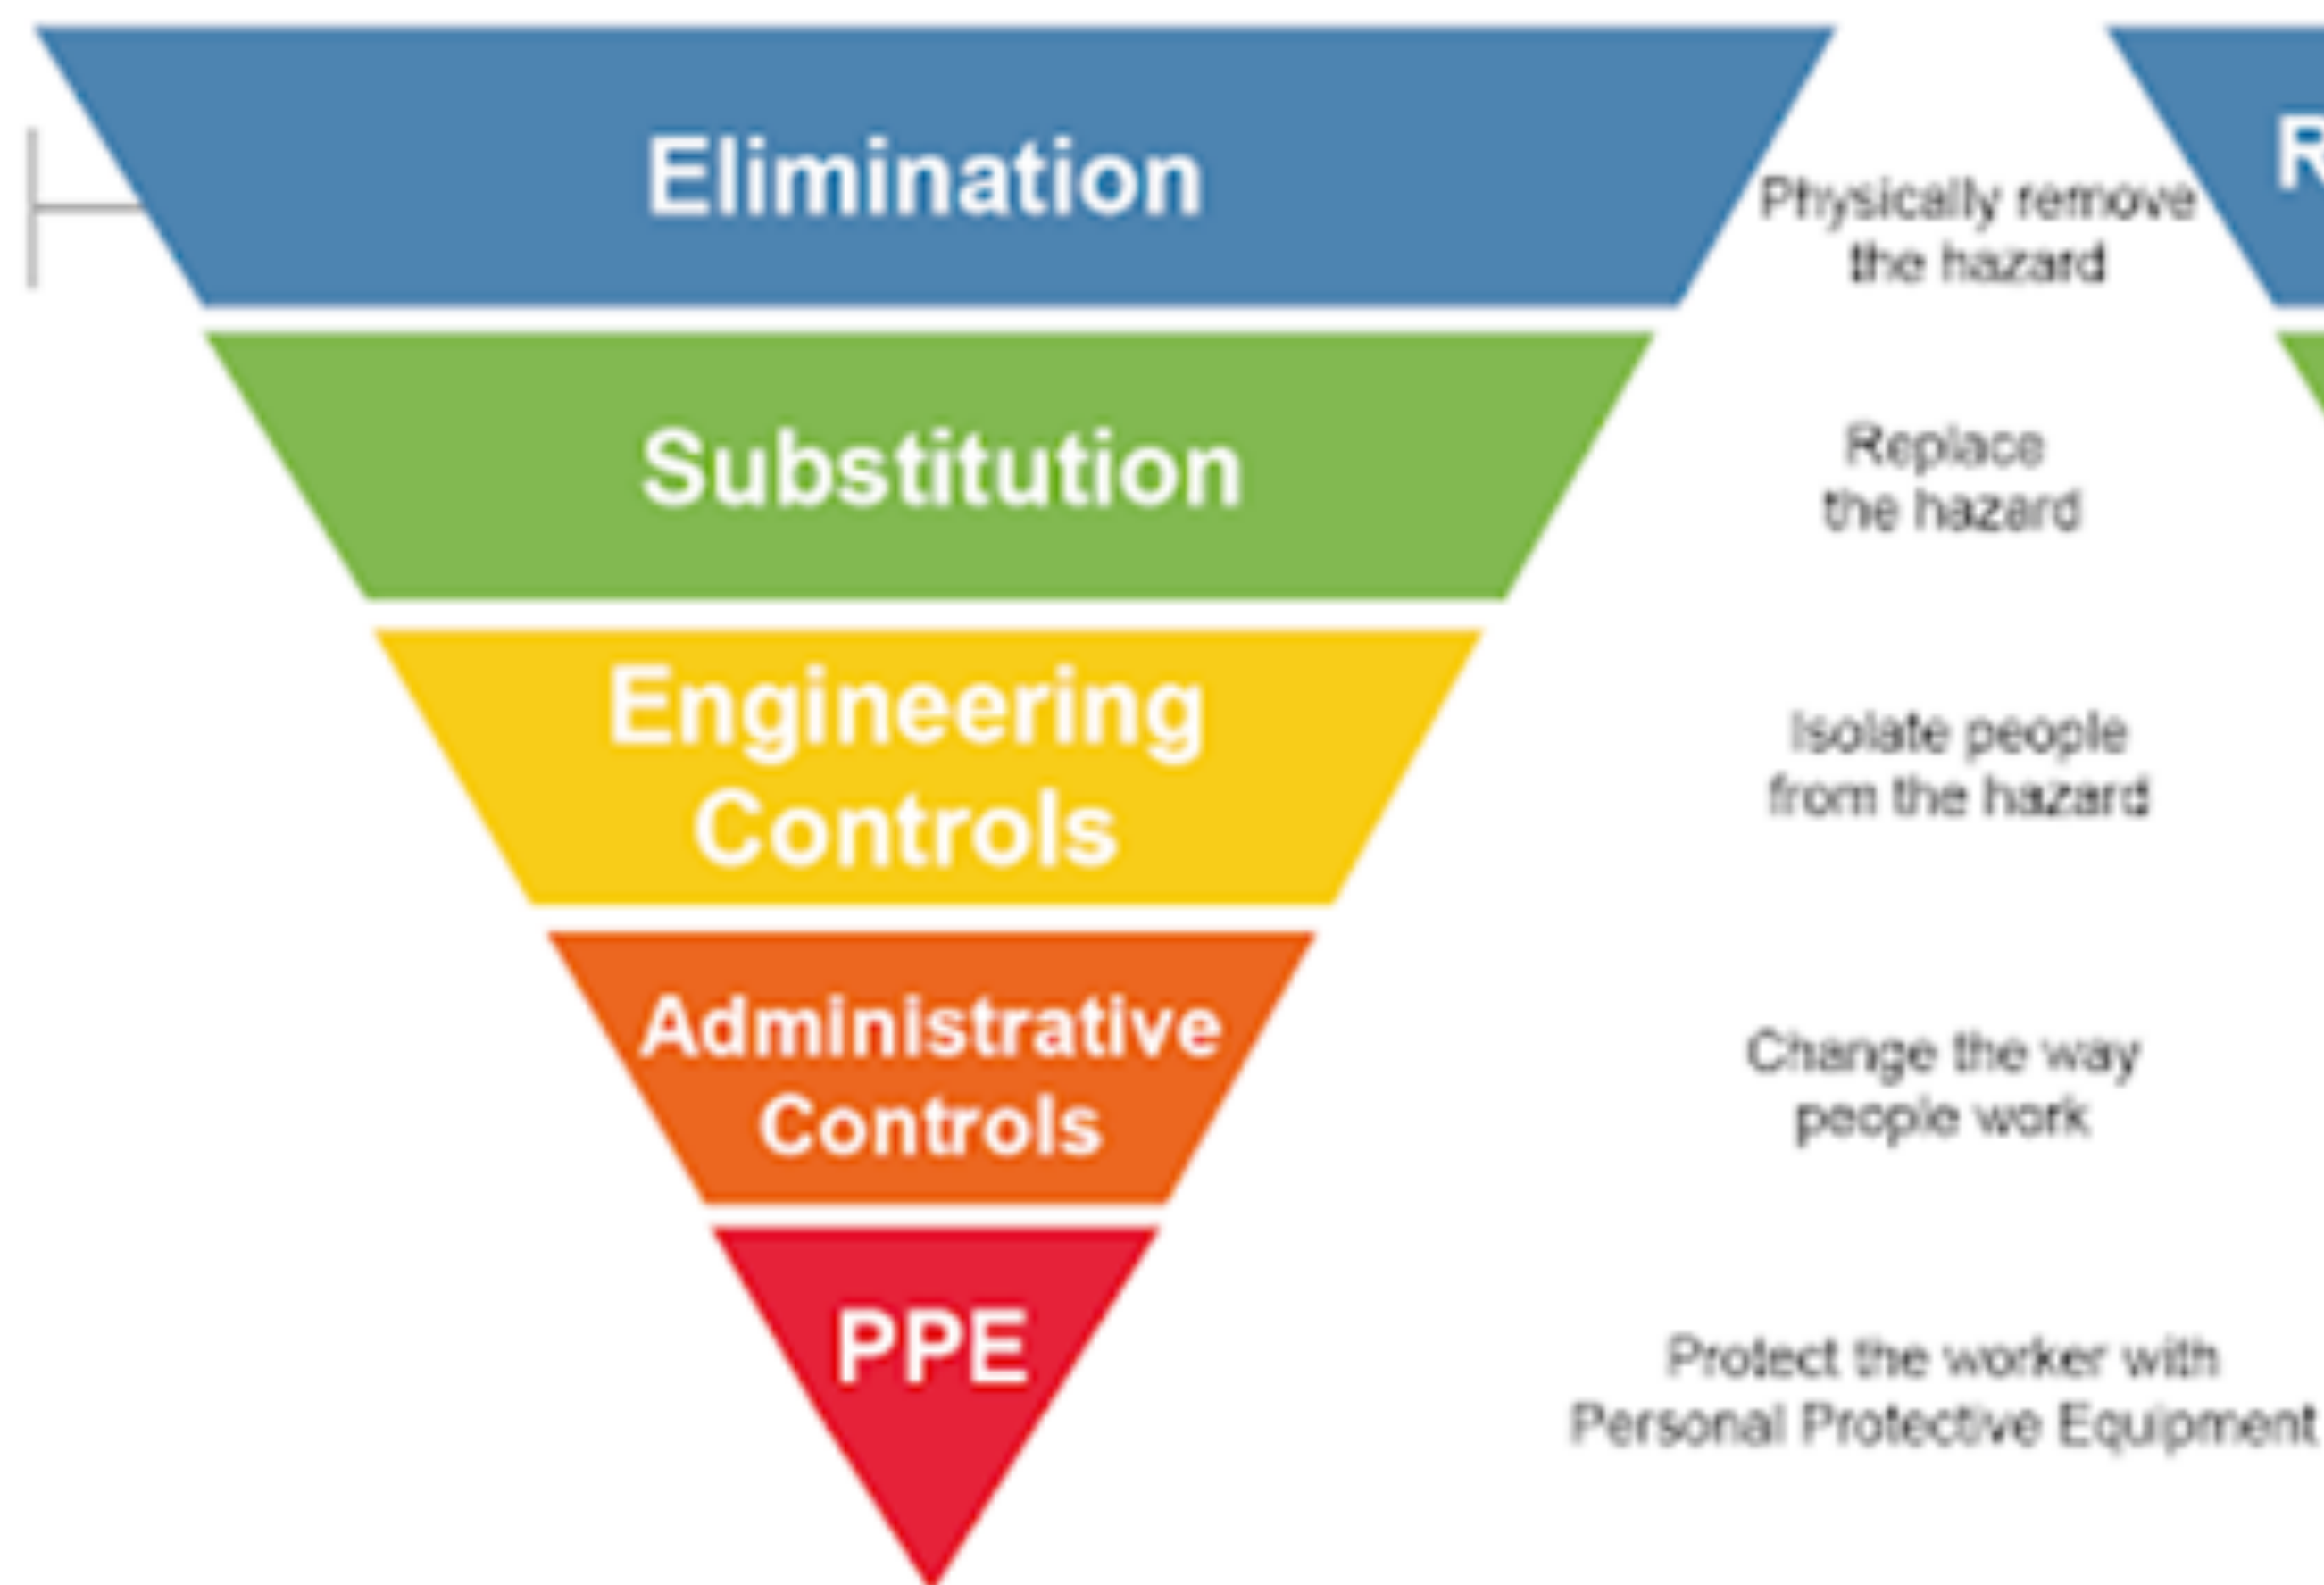 Elimination
Physically remove
the hazard
R
Substitution
Replace
the hazard
Engineering
Controls
Isolate people
from the hazard
Administrative
Controls
Change the way
people work
PPE
Protect the worker with
Personal Protective Equipment